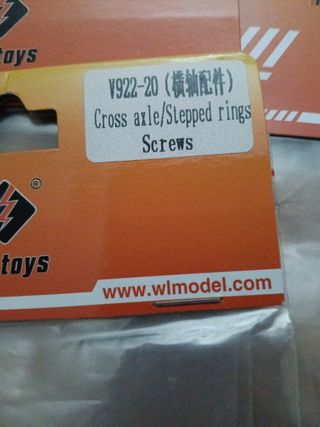 V922-20 (横轴配件)
Cross axle/Stepped rings
Screws
®
toys
www.wlmodel.com
toys